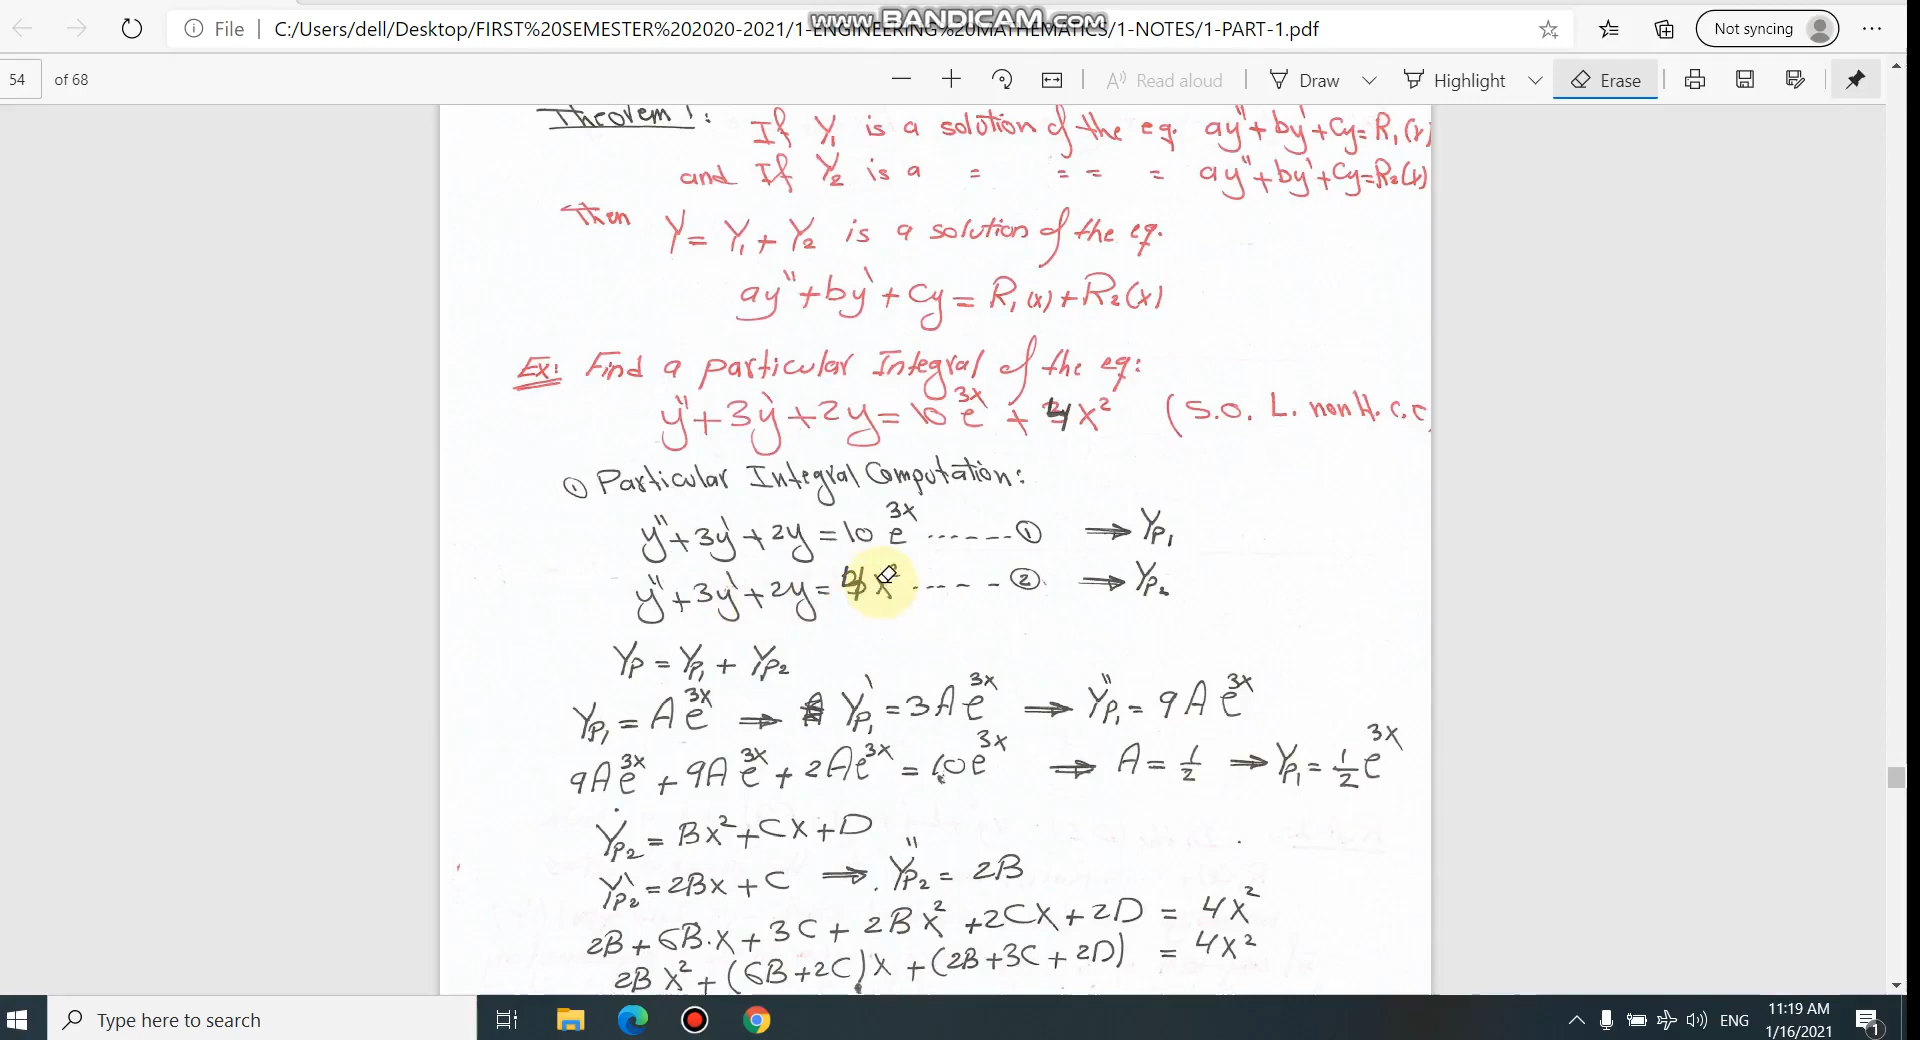 www.BANDICAM.com
File | C:/Users/dell/Desktop/FIRST%20SEMESTER%202020-2021/1-ENGINEERING%20MATHEMATICS/1-NOTES/1-PART-1.pdf
Not syncing
54 of 68
Read aloud
Draw
Highlight
Erase
Theorem 1:
If Y₁ is a solution of the eq. ay"+by'+Cy=R₁(x)
and If Y₂ is a = = = = ay"+by'+Cy=R₂(x)
Then Y = Y₁ + Y₂ is a solution of the eq.
ay"+by'+Cy = R₁(x)+R₂(x)
Ex: Find a particular Integral of the eq:
y"+3y'+2y=10e^3x + 4x² (S.O. L. nonH. c.c
① Particular Integral Computation:
y"+3y'+2y=10e^3x ------① ⟹ Yp₁
y"+3y'+2y=4x² ----- ② ⟹ Yp₂
Yp = Yp₁ + Yp₂
Yp₁ = Ae^3x ⟹ Yp₁' = 3Ae^3x ⟹ Yp₁" = 9Ae^3x
9Ae^3x + 9Ae^3x + 2Ae^3x = 10e^3x ⟹ A = 1/2 ⟹ Yp₁ = 1/2 e^3x
Yp₂ = Bx²+Cx+D
Yp₂' = 2Bx + C ⟹ Yp₂" = 2B
2B + 6B.x + 3C + 2Bx² + 2Cx + 2D = 4x²
2Bx² + (6B+2C)x + (2B+3C+2D) = 4x²
Type here to search
ENG
11:19 AM
1/16/2021
1